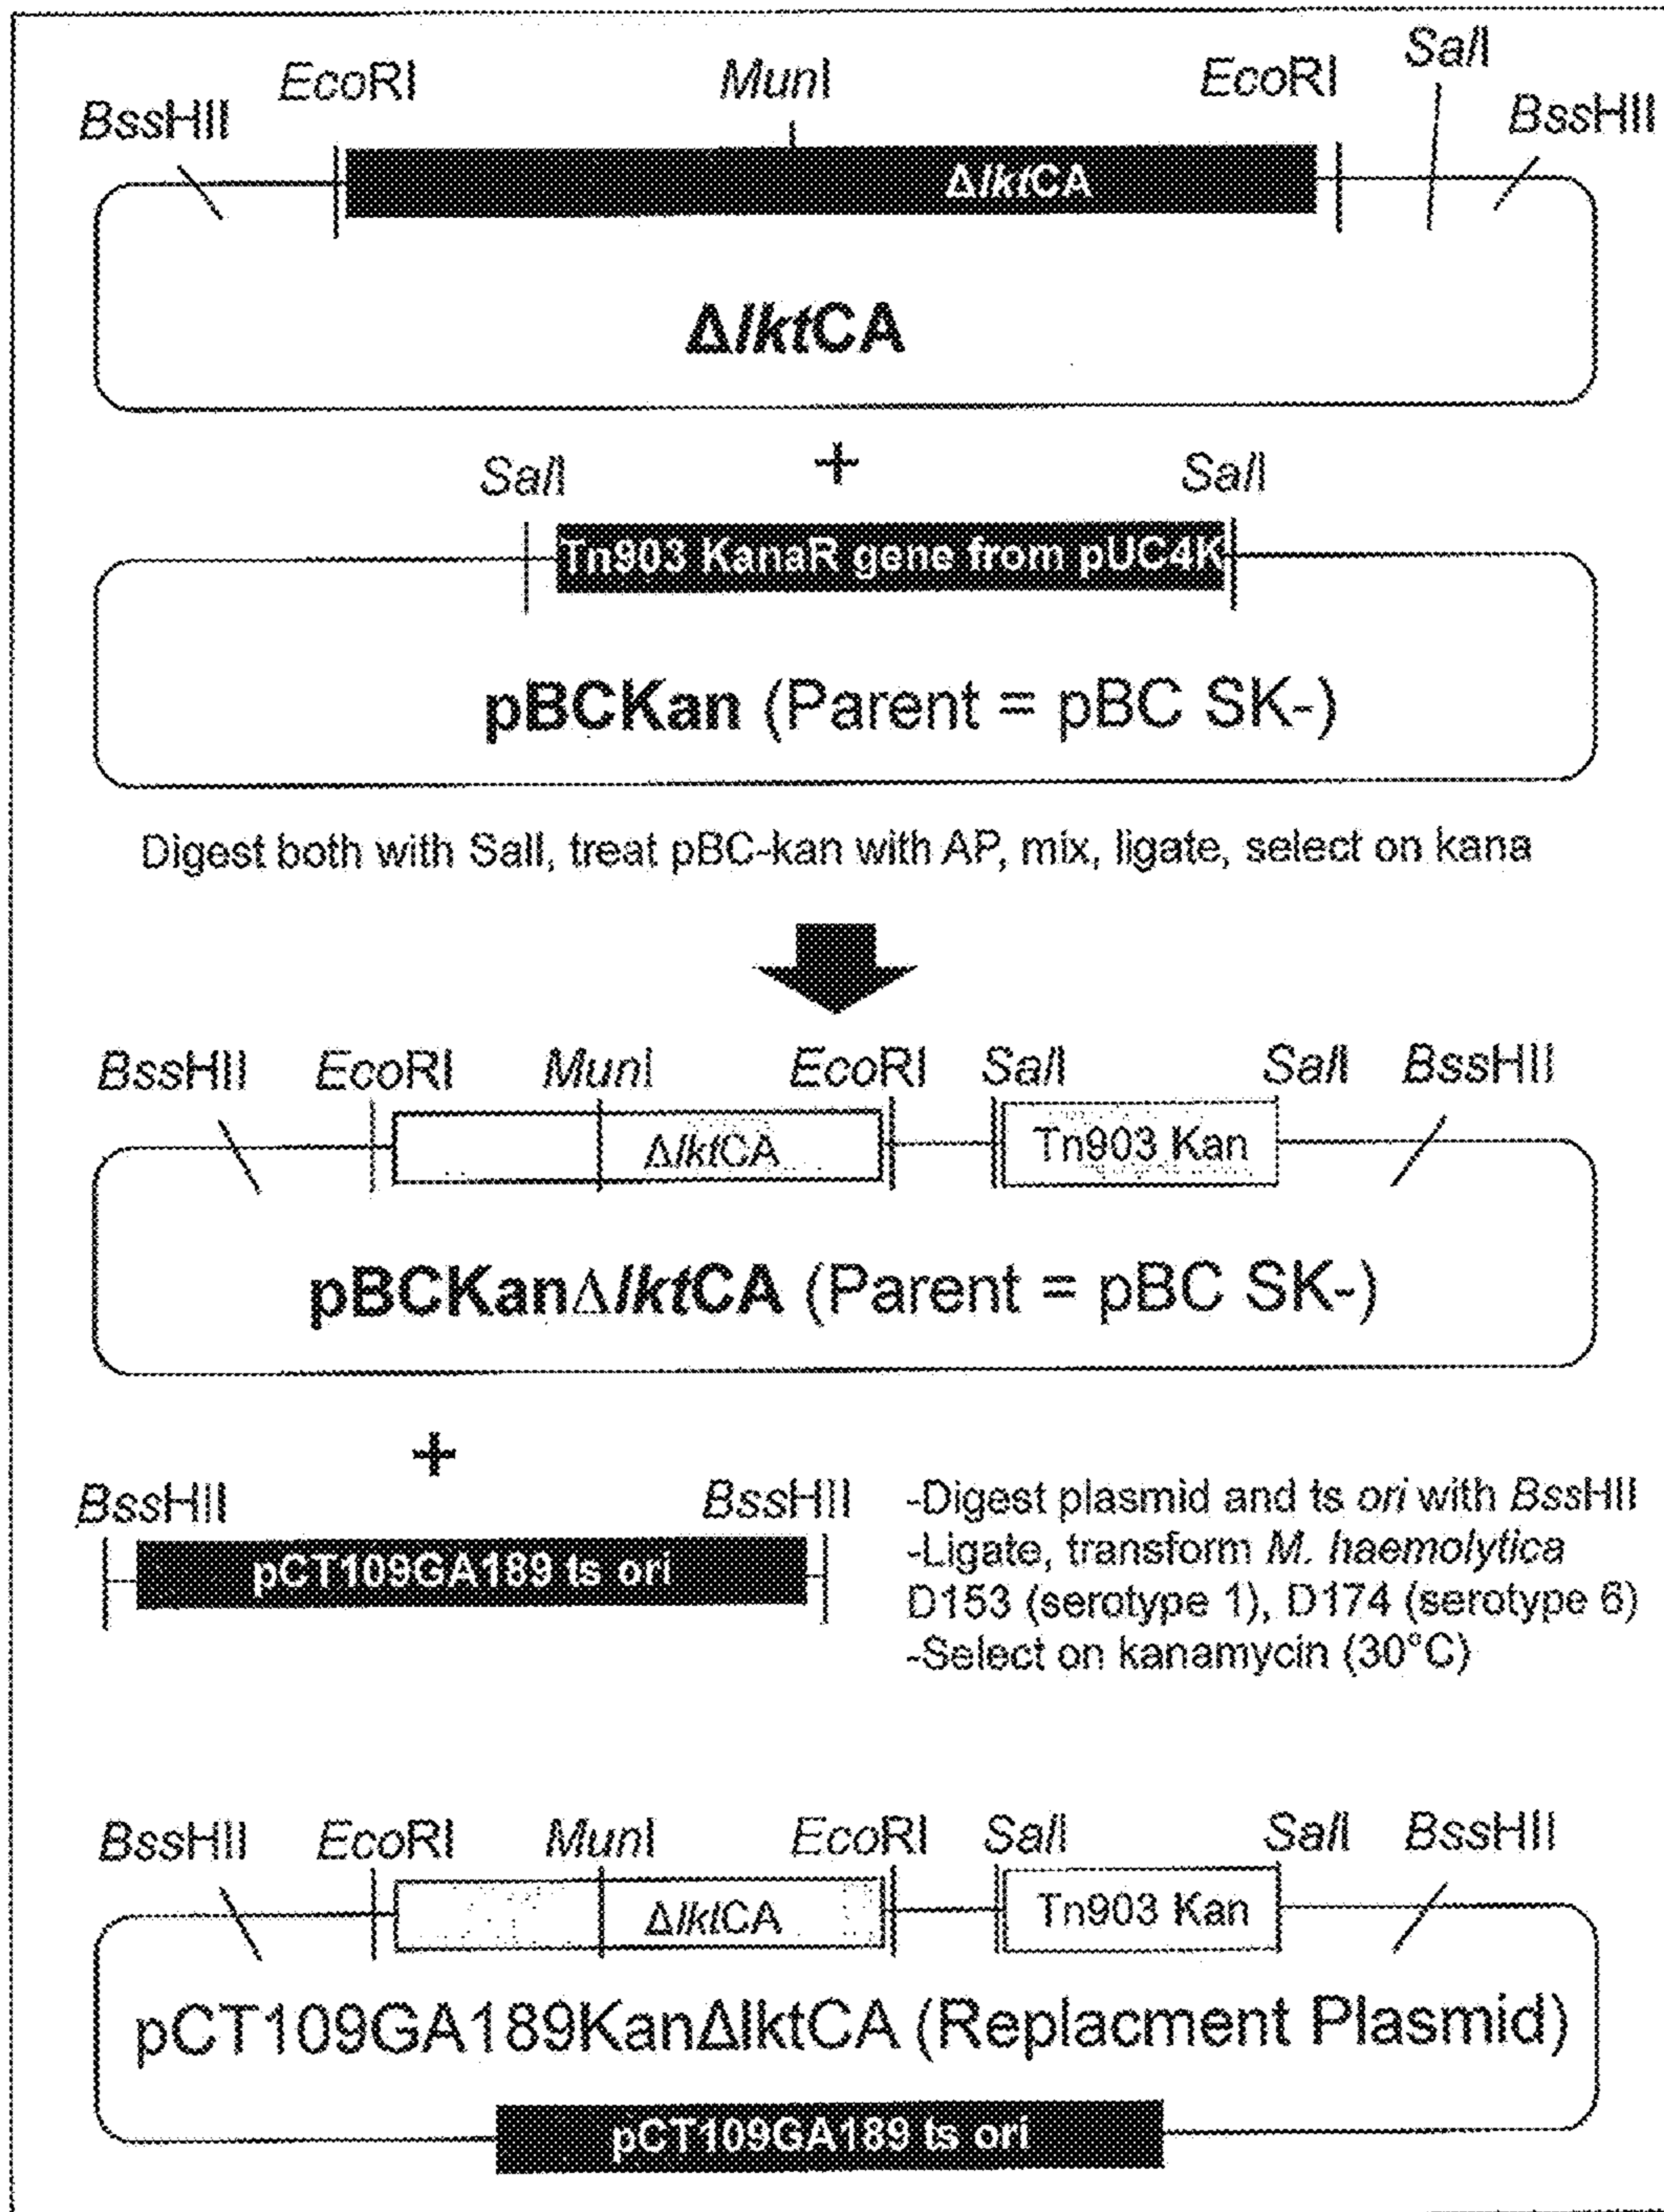 BssHII EcoRI MunI EcoRI SalI BssHII
ΔlktCA
ΔlktCA
+
SalI SalI
Tn903 KanaR gene from pUC4K
pBCKan (Parent = pBC SK-)
Digest both with SalI, treat pBC-kan with AP, mix, ligate, select on kana
BssHII EcoRI MunI EcoRI SalI SalI BssHII
ΔlktCA Tn903 Kan
pBCKanΔlktCA (Parent = pBC SK-)
+
BssHII BssHII
pCT109GA189 ts ori
-Digest plasmid and ts ori with BssHII
-Ligate, transform M. haemolytica
D153 (serotype 1), D174 (serotype 6)
-Select on kanamycin (30°C)
BssHII EcoRI MunI EcoRI SalI SalI BssHII
ΔlktCA Tn903 Kan
pCT109GA189KanΔlktCA (Replacment Plasmid)
pCT109GA189 ts ori